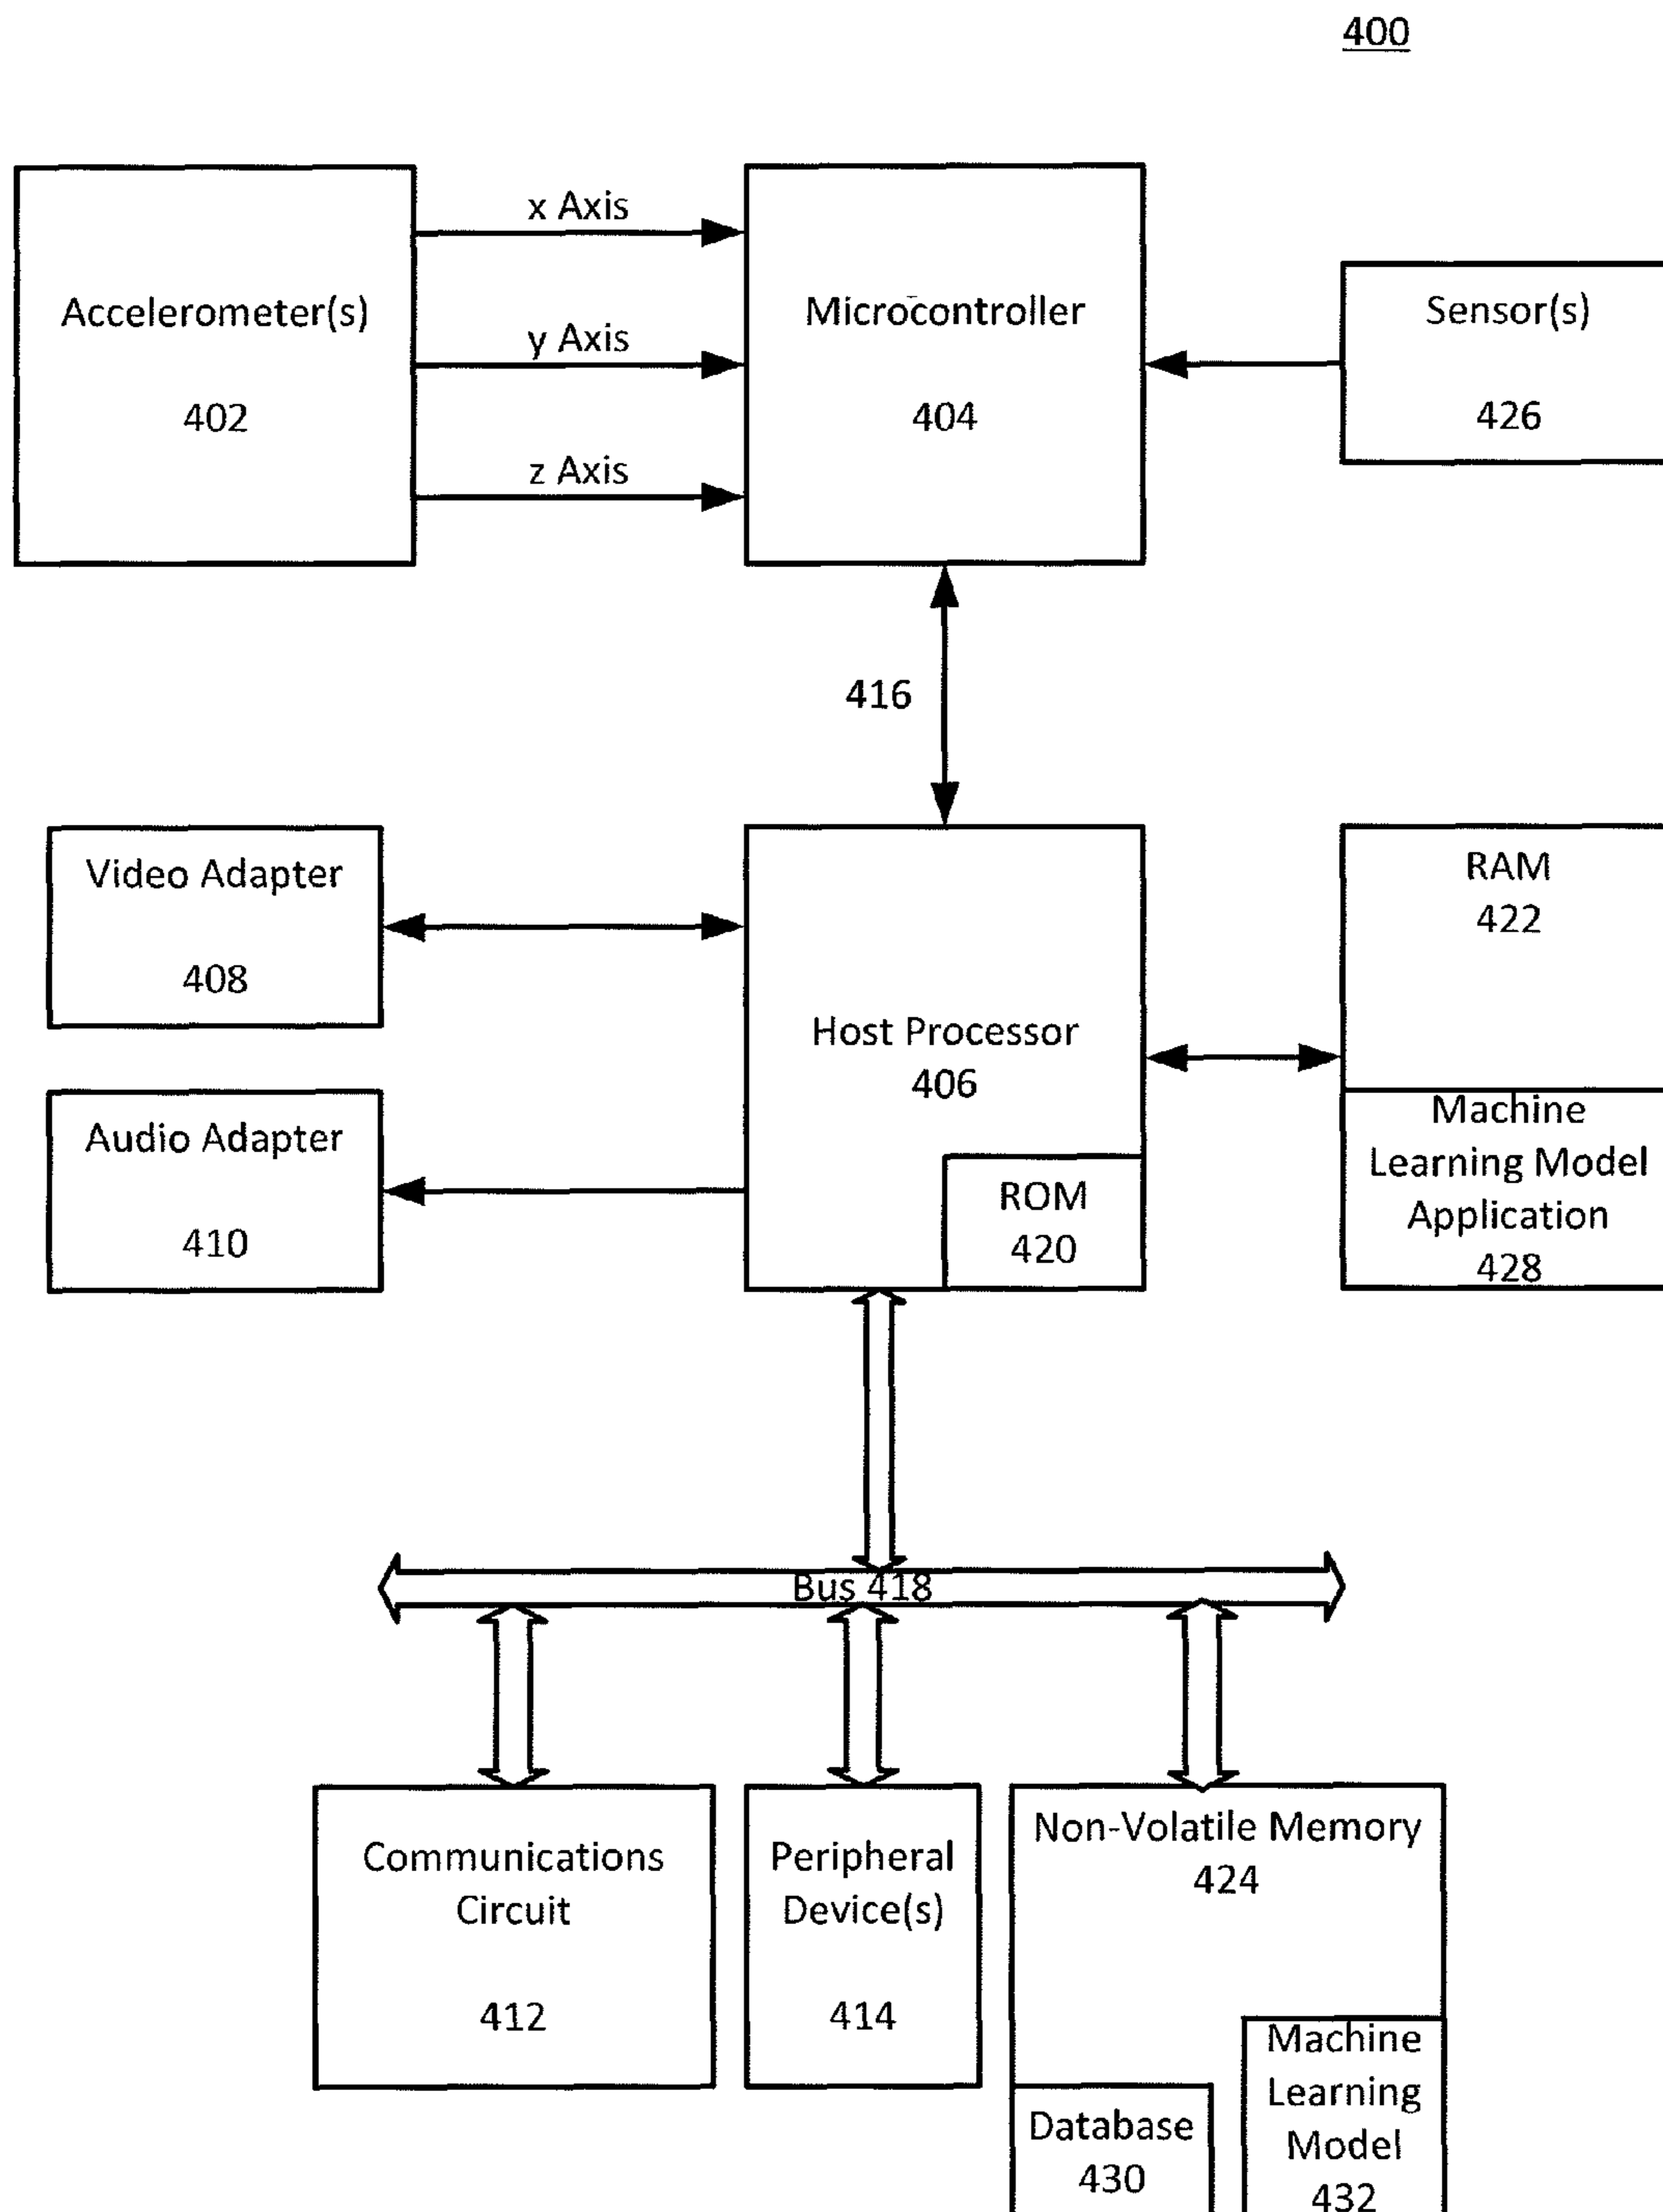 400
x Axis
Accelerometer(s)
402
y Axis
z Axis
Microcontroller
404
Sensor(s)
426
416
Video Adapter
408
Audio Adapter
410
Host Processor
406
ROM
420
RAM
422
Machine
Learning Model
Application
428
Bus 418
Communications
Circuit
412
Peripheral
Device(s)
414
Non-Volatile Memory
424
Database
430
Machine
Learning
Model
432